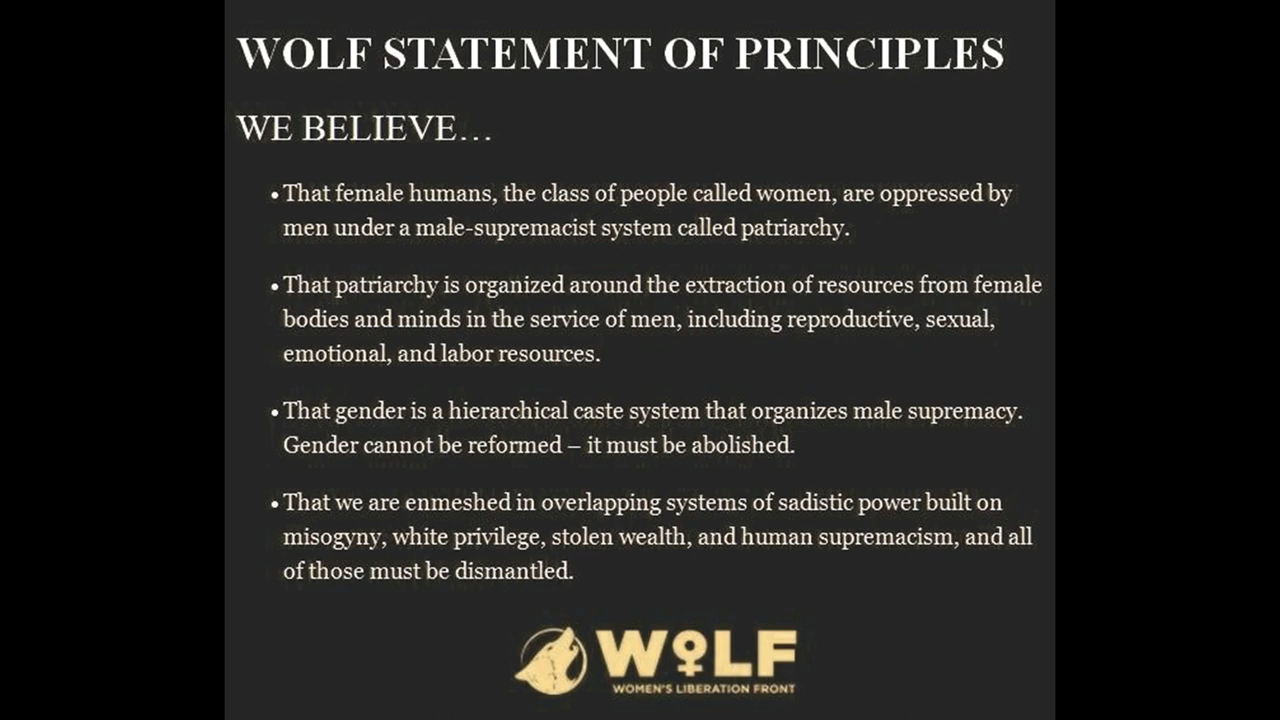 WOLF STATEMENT OF PRINCIPLES
WE BELIEVE…
• That female humans, the class of people called women, are oppressed by
men under a male-supremacist system called patriarchy.
• That patriarchy is organized around the extraction of resources from female
bodies and minds in the service of men, including reproductive, sexual,
emotional, and labor resources.
• That gender is a hierarchical caste system that organizes male supremacy.
Gender cannot be reformed – it must be abolished.
• That we are enmeshed in overlapping systems of sadistic power built on
misogyny, white privilege, stolen wealth, and human supremacism, and all
of those must be dismantled.
WOLF
WOMEN'S LIBERATION FRONT